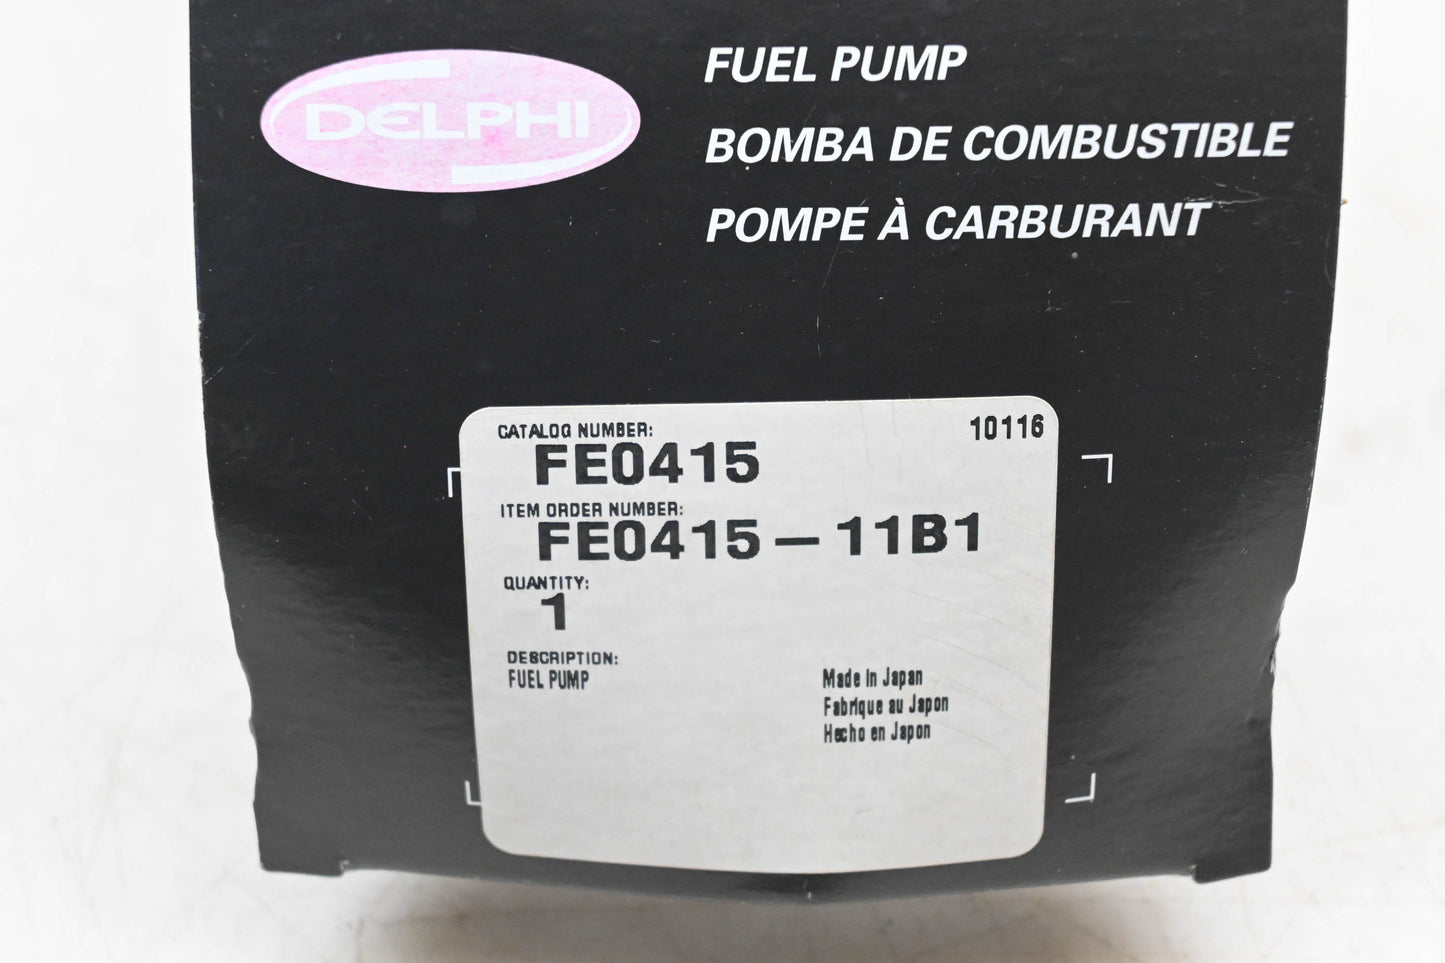 DELPHI
FUEL PUMP
BOMBA DE COMBUSTIBLE
POMPE À CARBURANT
CATALOG NUMBER:
10116
FE0415
ITEM ORDER NUMBER:
FE0415-11B1
QUANTITY:
1
DESCRIPTION:
FUEL PUMP
Made In Japan
Fabrique au Japon
Hecho en Japon